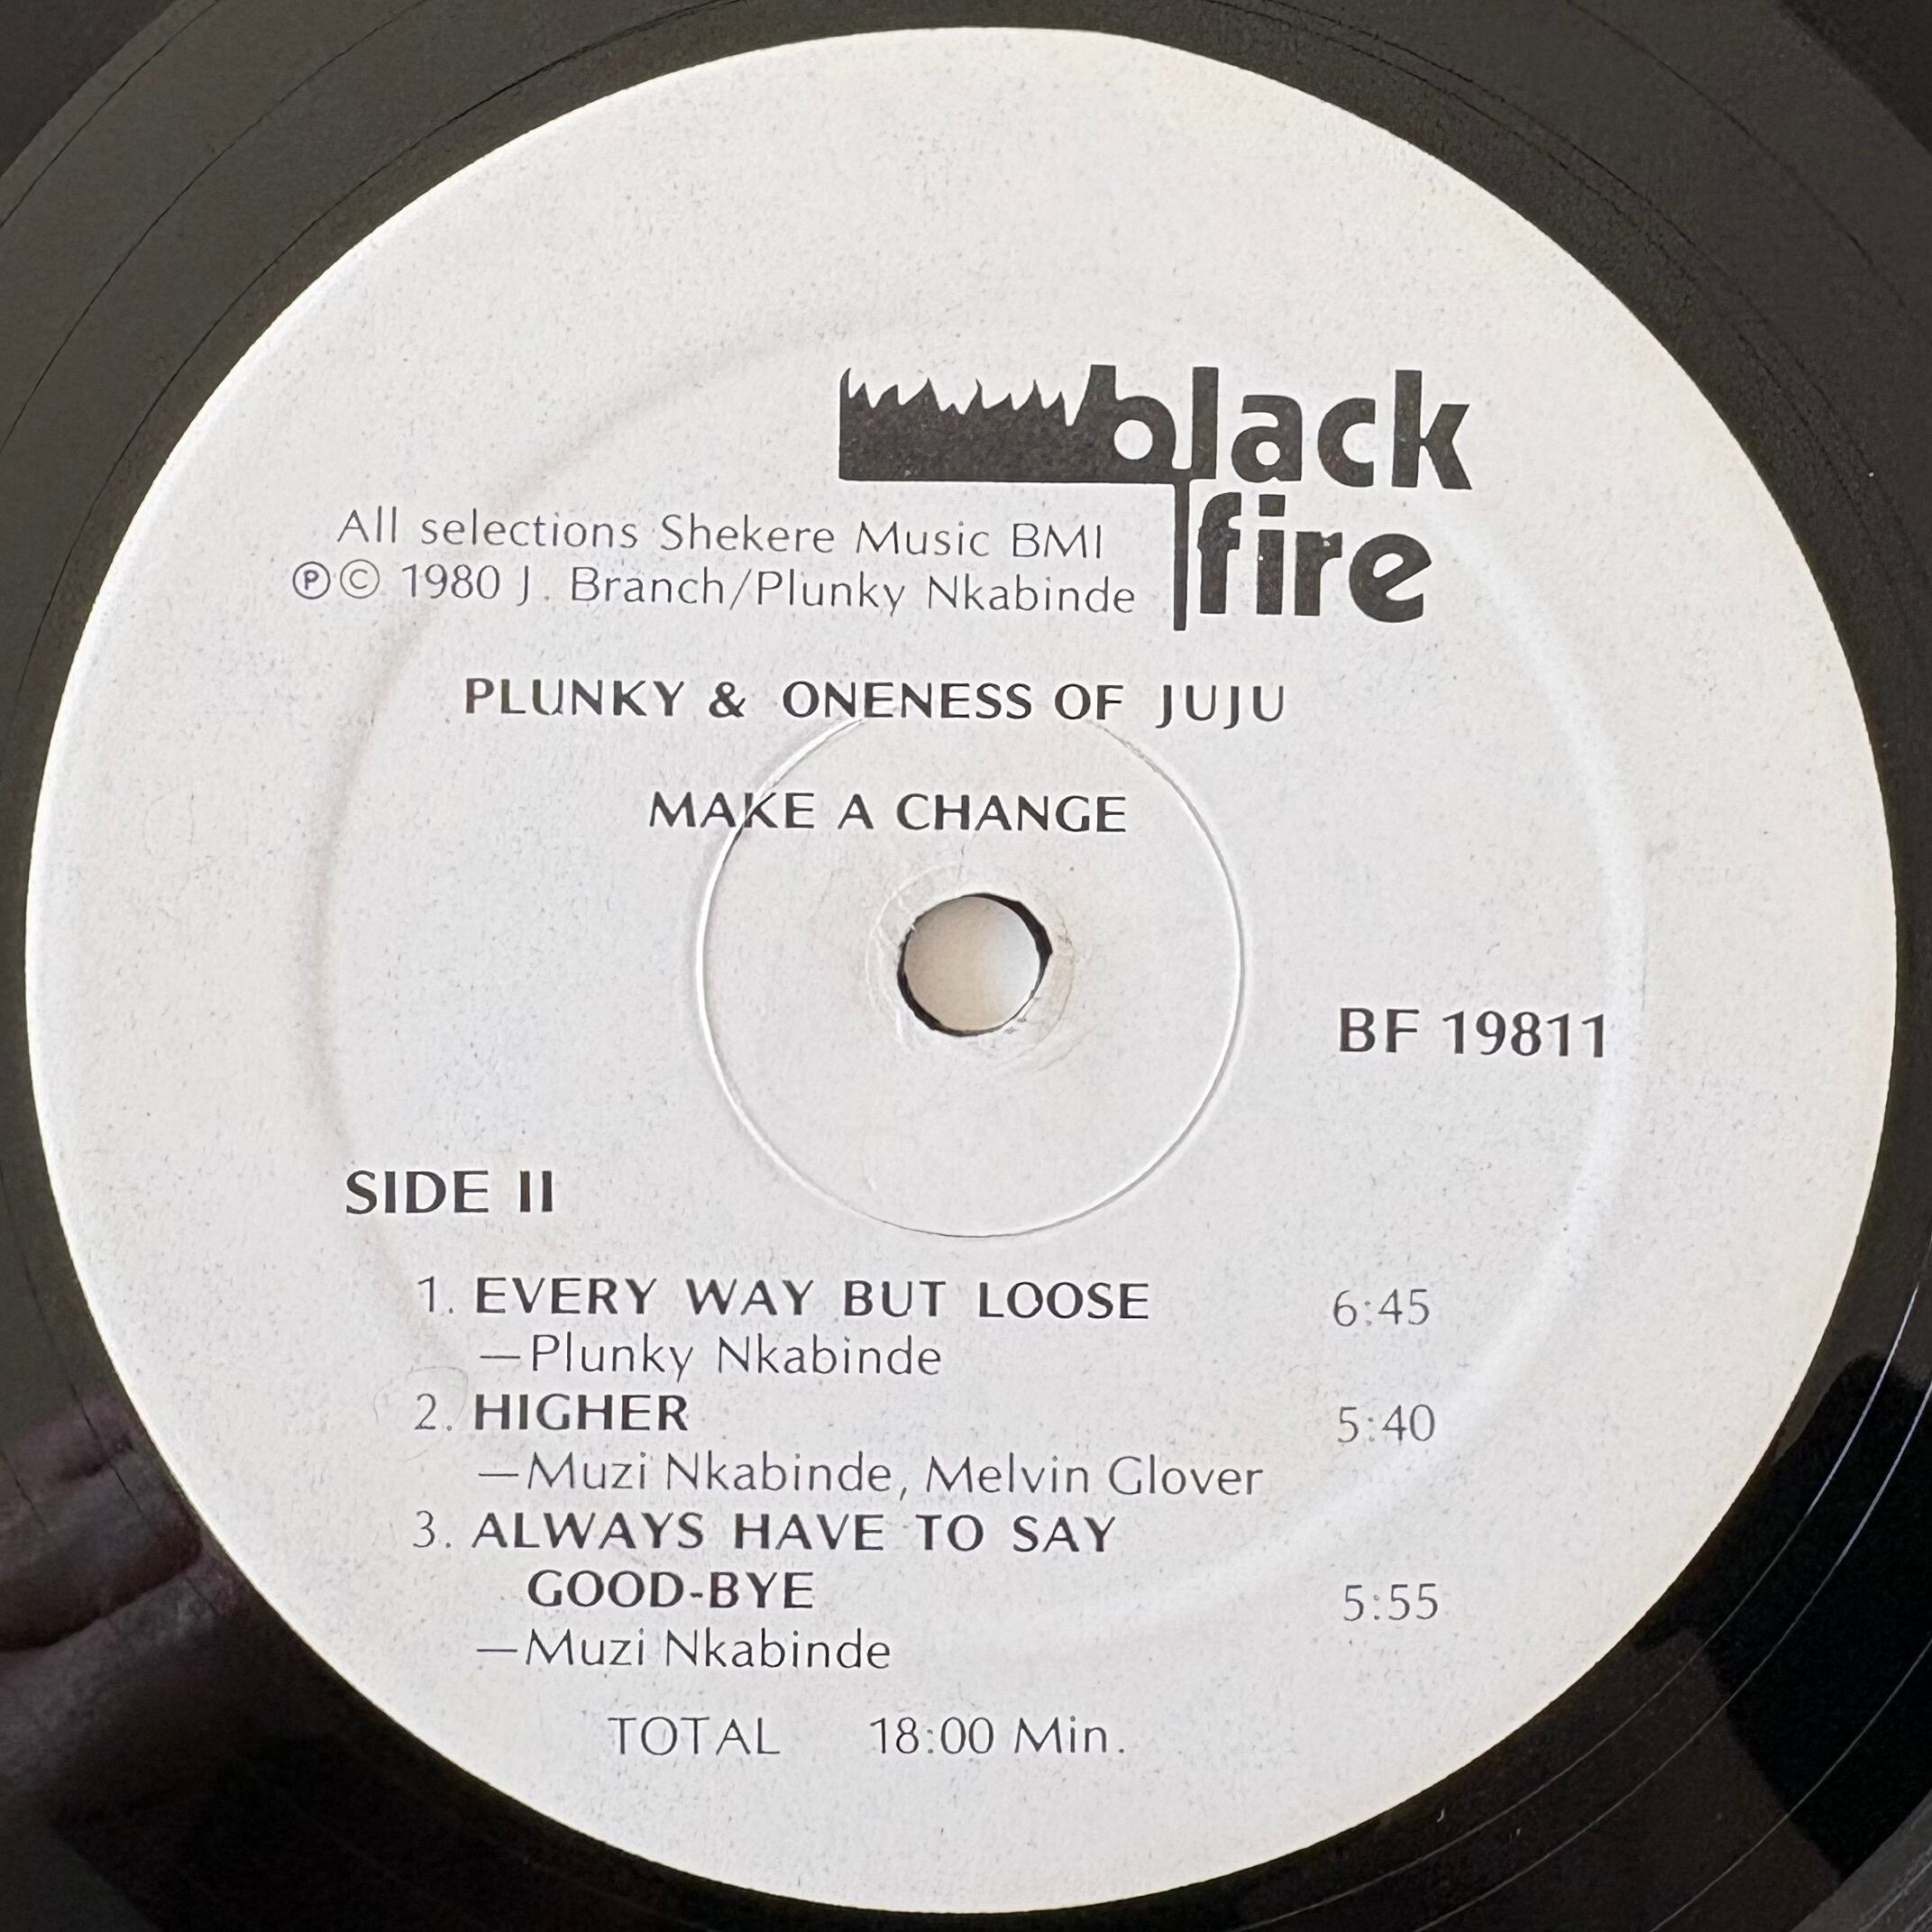 black
fire
All selections Shekere Music BMI
℗© 1980 J. Branch/Plunky Nkabinde
PLUNKY & ONENESS OF JUJU
MAKE A CHANGE
BF 19811
SIDE II
1. EVERY WAY BUT LOOSE 6:45
—Plunky Nkabinde
2. HIGHER 5:40
—Muzi Nkabinde, Melvin Glover
3. ALWAYS HAVE TO SAY
GOOD-BYE 5:55
—Muzi Nkabinde
TOTAL 18:00 Min.